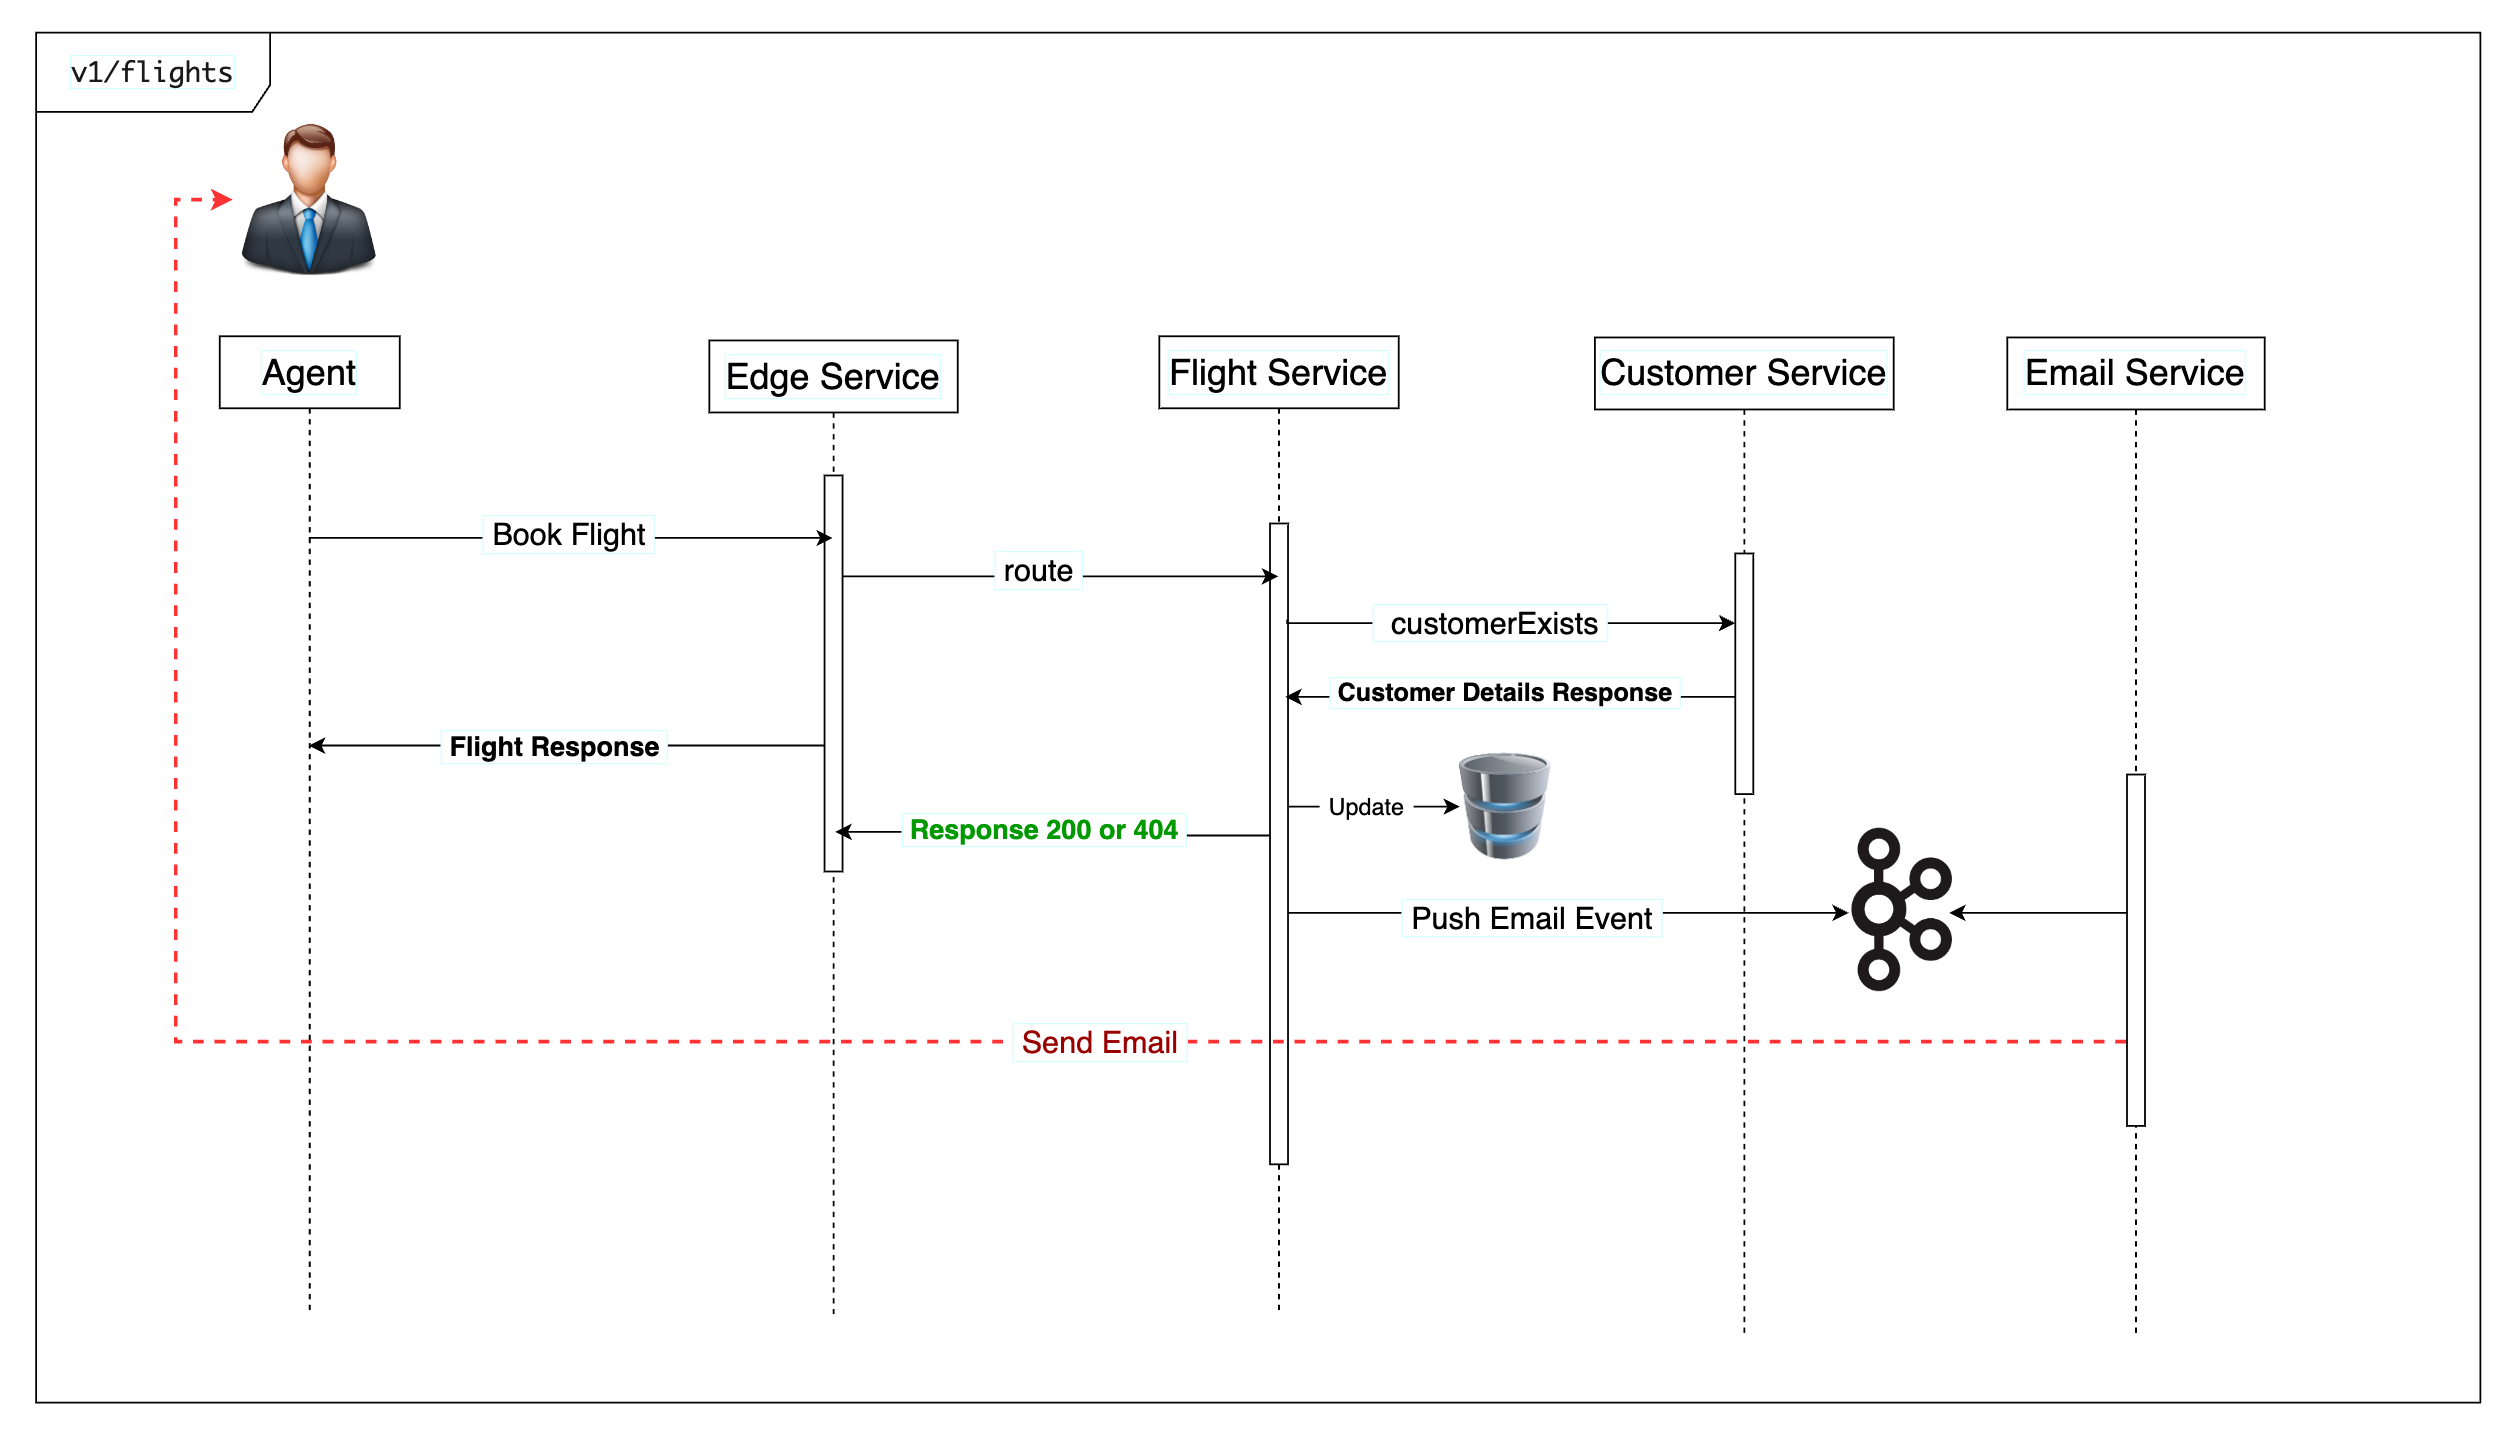 v1/flights
Agent
Edge Service
Flight Service
Customer Service
Email Service
Book Flight
route
customerExists
Customer Details Response
Flight Response
Update
Response 200 or 404
Push Email Event
Send Email